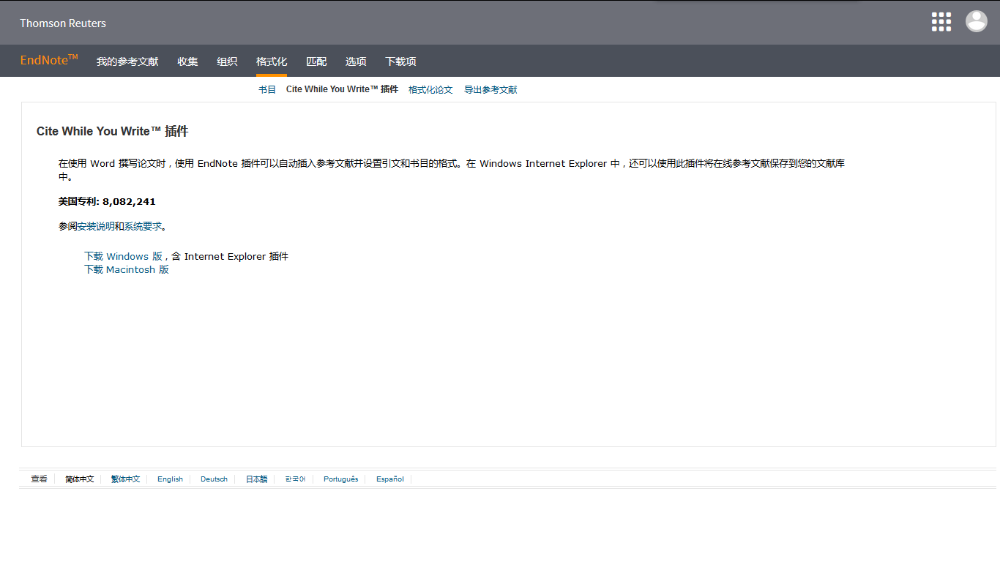 Thomson Reuters
EndNote™ 我的参考文献 收集 组织 格式化 匹配 选项 下载项
书目 Cite While You Write™ 插件 格式化论文 导出参考文献
Cite While You Write™ 插件
在使用 Word 撰写论文时，使用 EndNote 插件可以自动插入参考文献并设置引文和书目的格式。在 Windows Internet Explorer 中，还可以使用此插件将在线参考文献保存到您的文献库
中。
美国专利: 8,082,241
参阅安装说明和系统要求。
下载 Windows 版，含 Internet Explorer 插件
下载 Macintosh 版
查看 简体中文 繁体中文 English Deutsch 日本語 한국어 Português Español